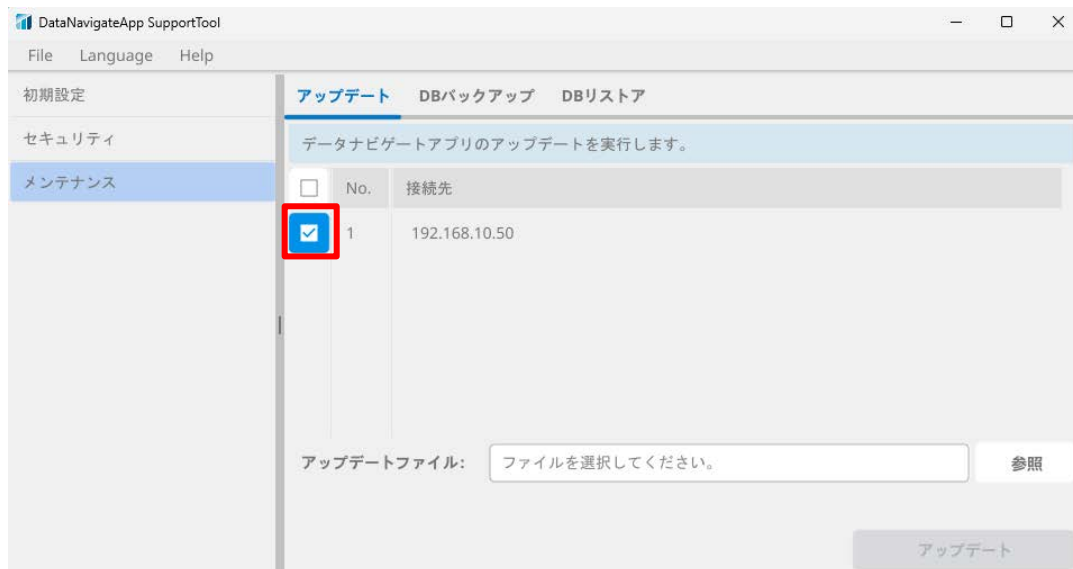 DataNavigateApp SupportTool
File Language Help
初期設定
セキュリティ
メンテナンス
アップデート DBバックアップ DBリストア
データナビゲートアプリのアップデートを実行します。
No. 接続先
1 192.168.10.50
アップデートファイル: ファイルを選択してください。 参照
アップデート